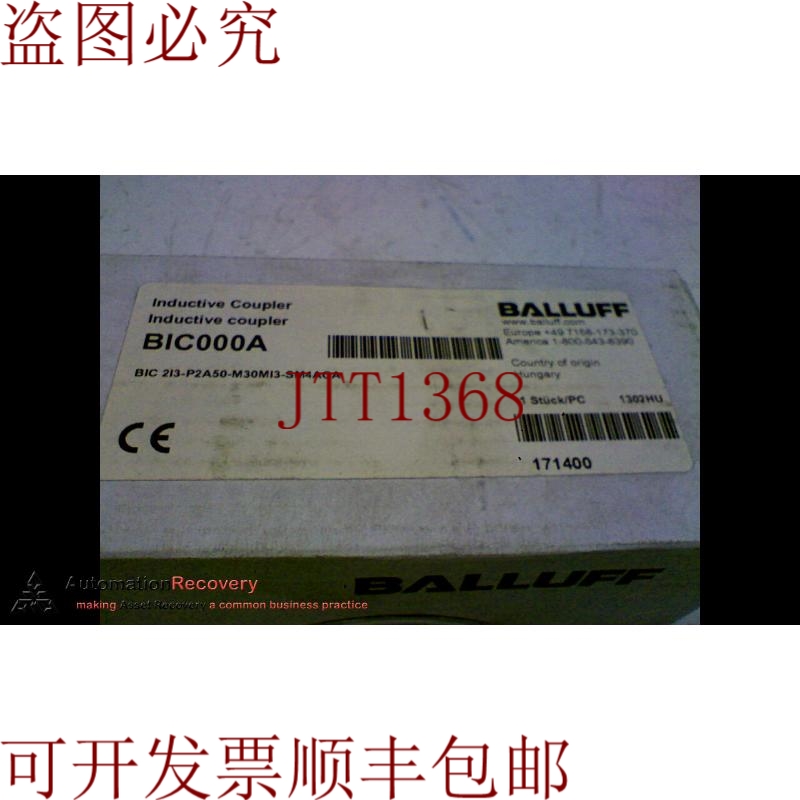 盗图必究
Inductive Coupler
Inductive coupler
BIC000A
BIC 2I3-P2A50-M30MI3-SM4ACA
BALLUFF
www.balluff.com
Europe +49 7158-173-370
America 1-800-543-8390
Country of origin
Hungary
1 Stück/PC 1302HU
171400
JTT1368
BALLUFF
AutomationRecovery
making Asset Recovery a common business practice
可开发票顺丰包邮